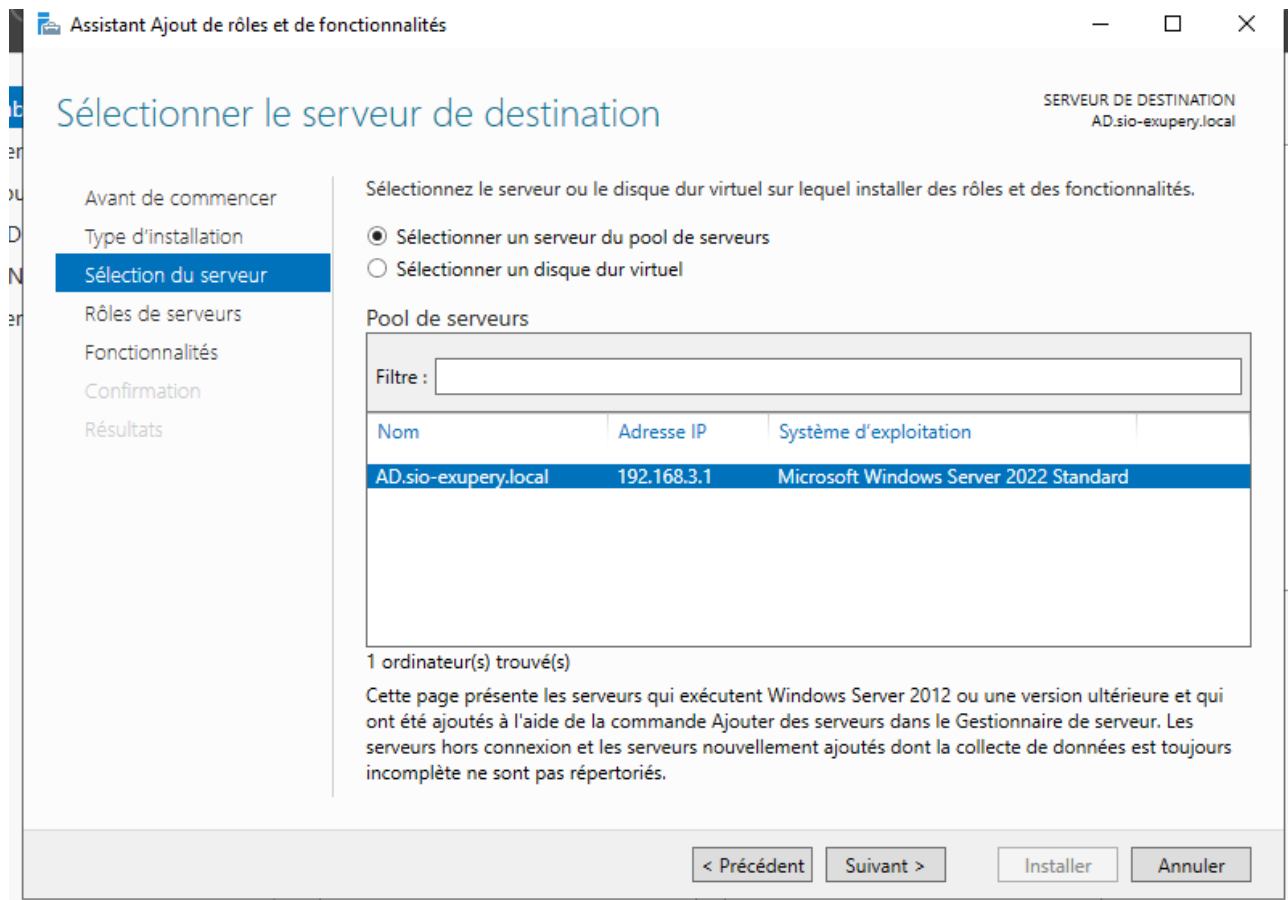 Assistant Ajout de rôles et de fonctionnalités
Sélectionner le serveur de destination
SERVEUR DE DESTINATION
AD.sio-exupery.local
Avant de commencer
Type d'installation
Sélection du serveur
Rôles de serveurs
Fonctionnalités
Confirmation
Résultats
Sélectionnez le serveur ou le disque dur virtuel sur lequel installer des rôles et des fonctionnalités.
Sélectionner un serveur du pool de serveurs
Sélectionner un disque dur virtuel
Pool de serveurs
Filtre :
Nom Adresse IP Système d'exploitation
AD.sio-exupery.local 192.168.3.1 Microsoft Windows Server 2022 Standard
1 ordinateur(s) trouvé(s)
Cette page présente les serveurs qui exécutent Windows Server 2012 ou une version ultérieure et qui
ont été ajoutés à l'aide de la commande Ajouter des serveurs dans le Gestionnaire de serveur. Les
serveurs hors connexion et les serveurs nouvellement ajoutés dont la collecte de données est toujours
incomplète ne sont pas répertoriés.
< Précédent Suivant > Installer Annuler